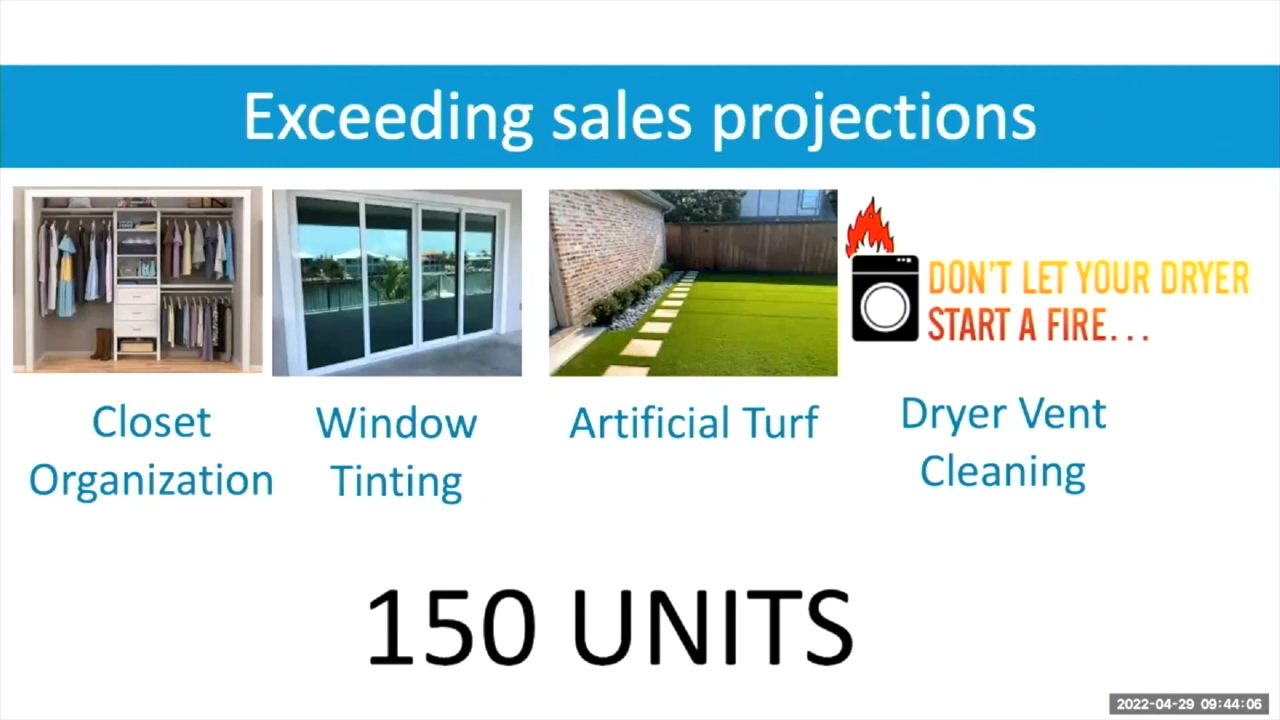 Exceeding sales projections
DON'T LET YOUR DRYER
START A FIRE...
Closet
Organization
Window
Tinting
Artificial Turf
Dryer Vent
Cleaning
150 UNITS
2022-04-29 09:44:06